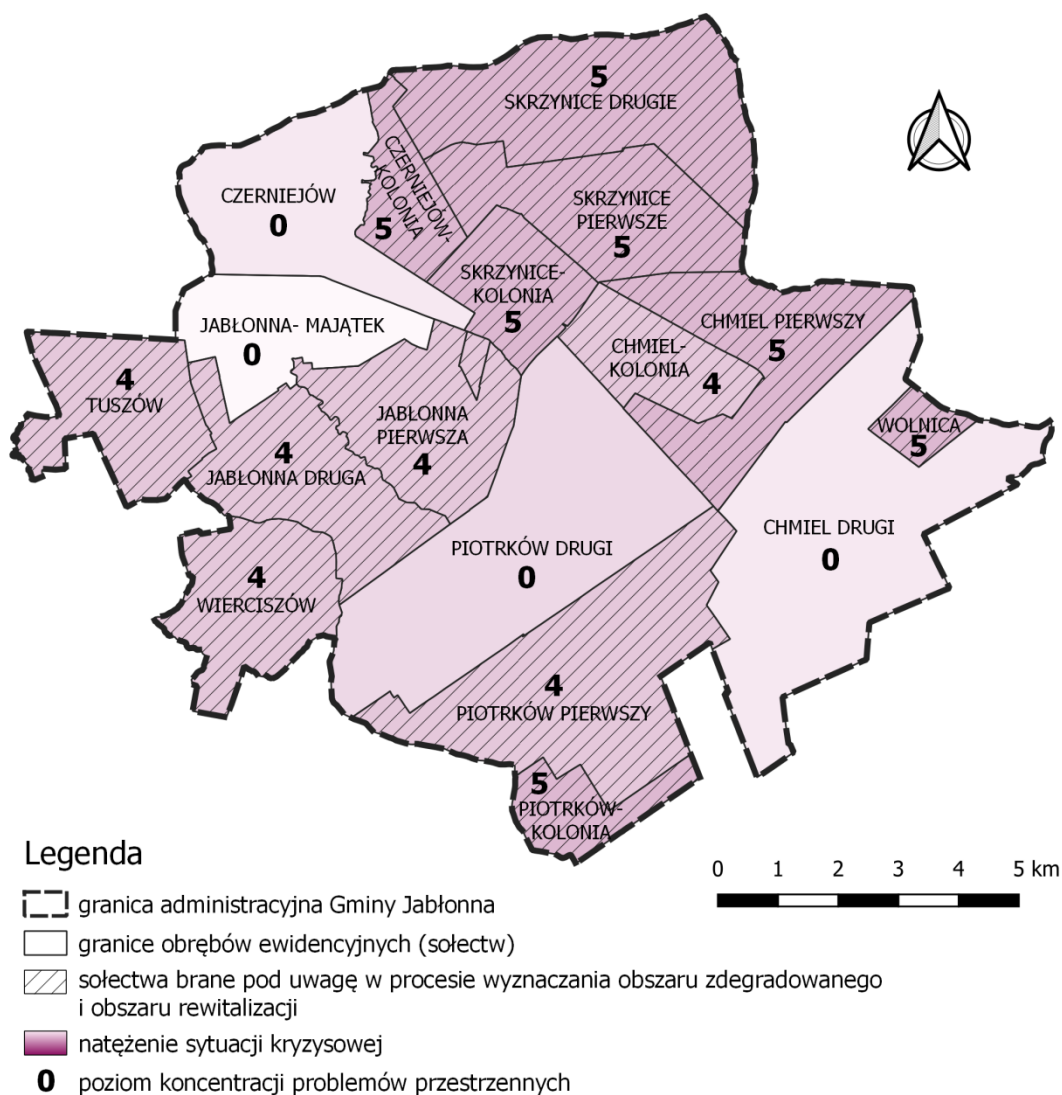 5
SKRZYNICE DRUGIE
CZERNIEJÓW-
KOLONIA
5
CZERNIEJÓW
0
SKRZYNICE
PIERWSZE
5
SKRZYNICE-
KOLONIA
5
JABŁONNA- MAJĄTEK
0
CHMIEL PIERWSZY
5
CHMIEL-
KOLONIA
4
4
TUSZÓW
JABŁONNA
PIERWSZA
4
WOLNICA
5
4
JABŁONNA DRUGA
CHMIEL DRUGI
0
PIOTRKÓW DRUGI
0
4
WIERCISZÓW
4
PIOTRKÓW PIERWSZY
5
PIOTRKÓW-
KOLONIA
Legenda
granica administracyjna Gminy Jabłonna
granice obrębów ewidencyjnych (sołectw)
sołectwa brane pod uwagę w procesie wyznaczania obszaru zdegradowanego
i obszaru rewitalizacji
natężenie sytuacji kryzysowej
0 poziom koncentracji problemów przestrzennych
0 1 2 3 4 5 km